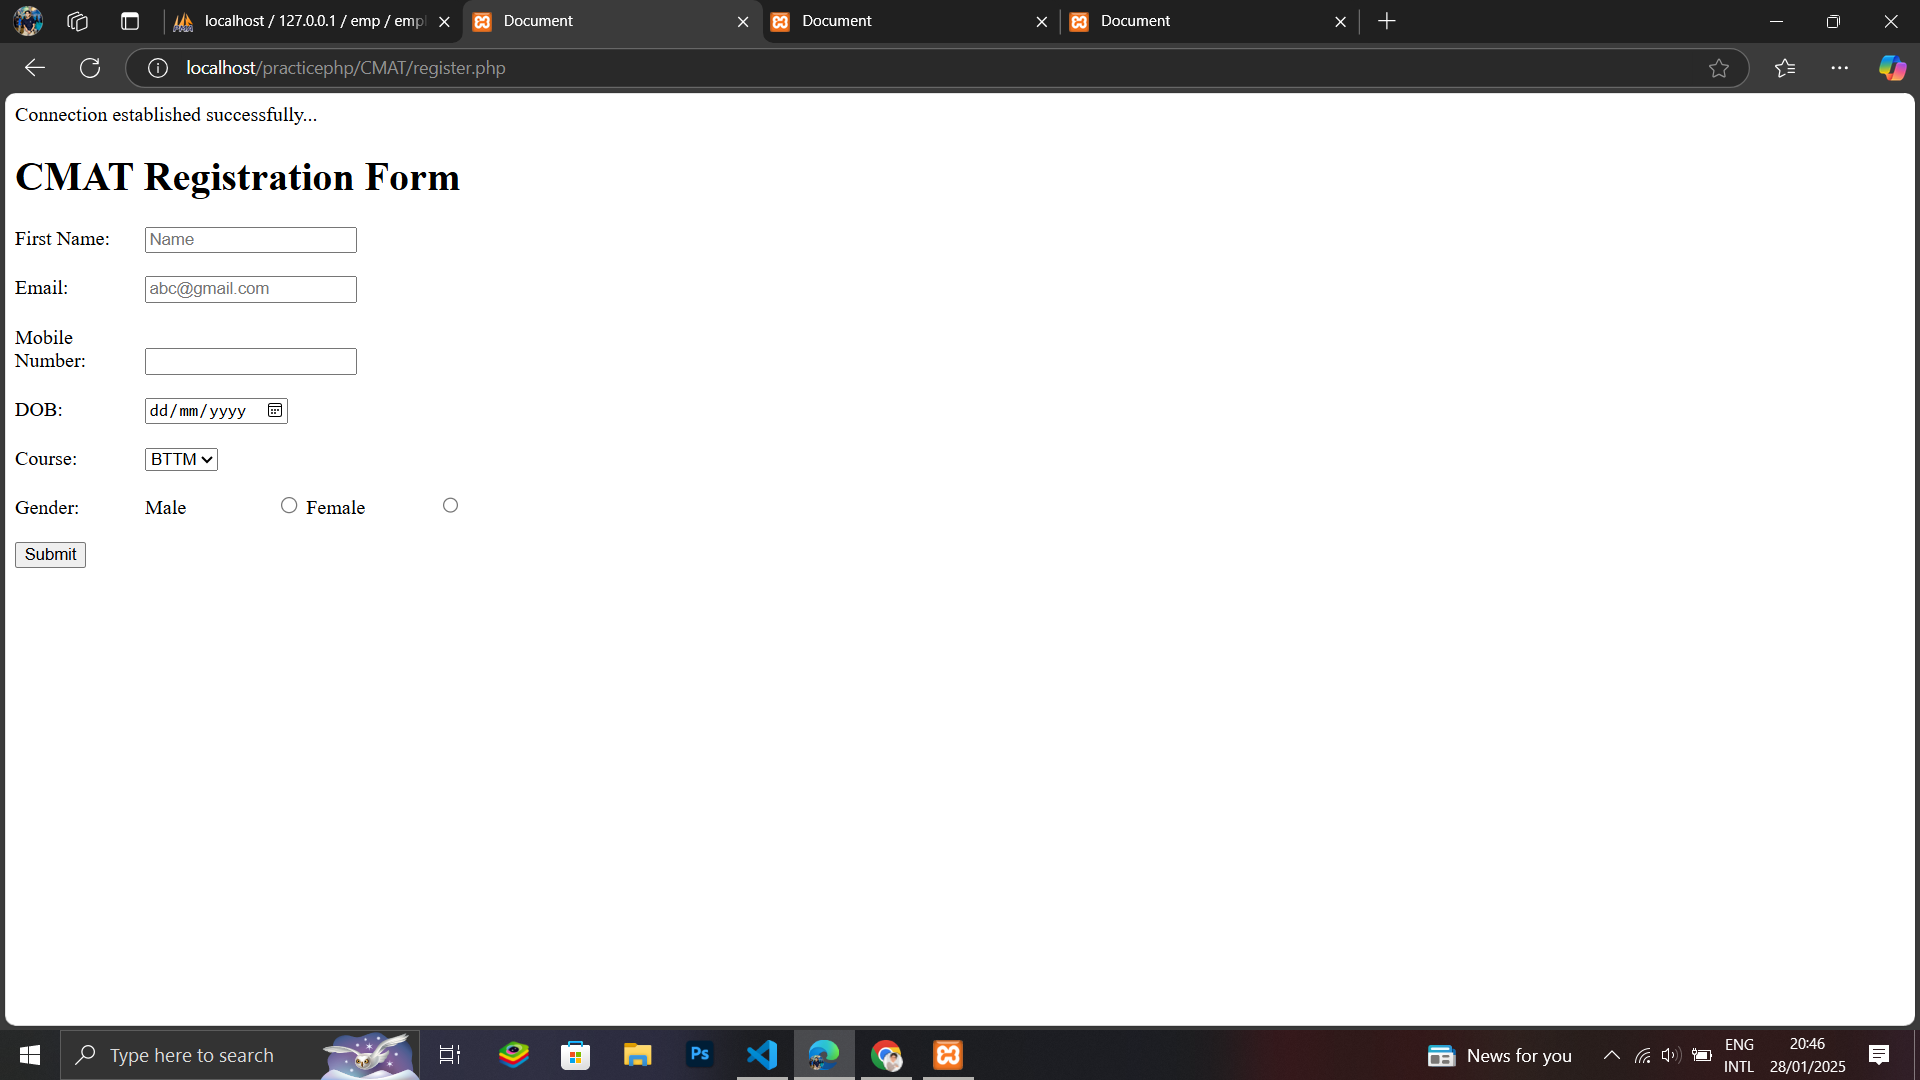 localhost / 127.0.0.1 / emp / empl
Document
Document
Document
localhost/practicephp/CMAT/register.php
Connection established successfully...
CMAT Registration Form
First Name: Name
Email: abc@gmail.com
Mobile
Number:
DOB: dd/mm/yyyy
Course: BTTM
Gender: Male Female
Submit
Type here to search
Ps
News for you
ENG
INTL
20:46
28/01/2025